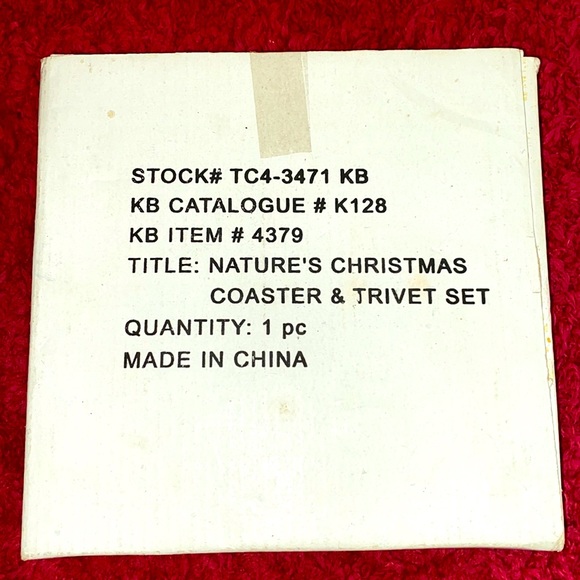 STOCK# TC4-3471 KB
KB CATALOGUE # K128
KB ITEM # 4379
TITLE: NATURE'S CHRISTMAS
COASTER & TRIVET SET
QUANTITY: 1 pc
MADE IN CHINA